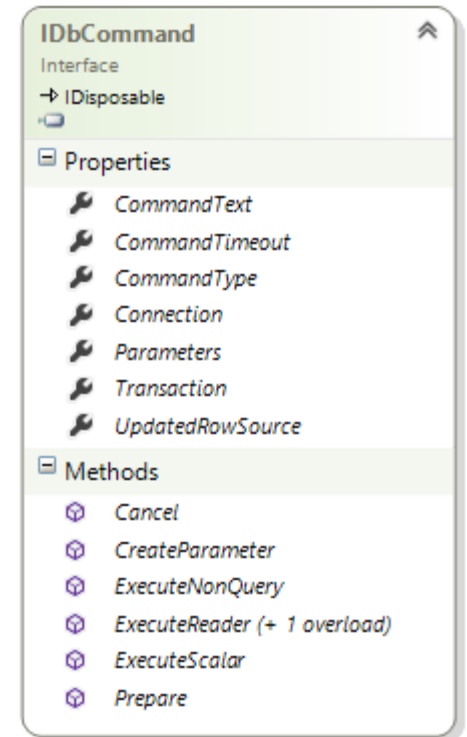 IDbCommand
Interface
IDisposable
Properties
CommandText
CommandTimeout
CommandType
Connection
Parameters
Transaction
UpdatedRowSource
Methods
Cancel
CreateParameter
ExecuteNonQuery
ExecuteReader (+ 1 overload)
ExecuteScalar
Prepare